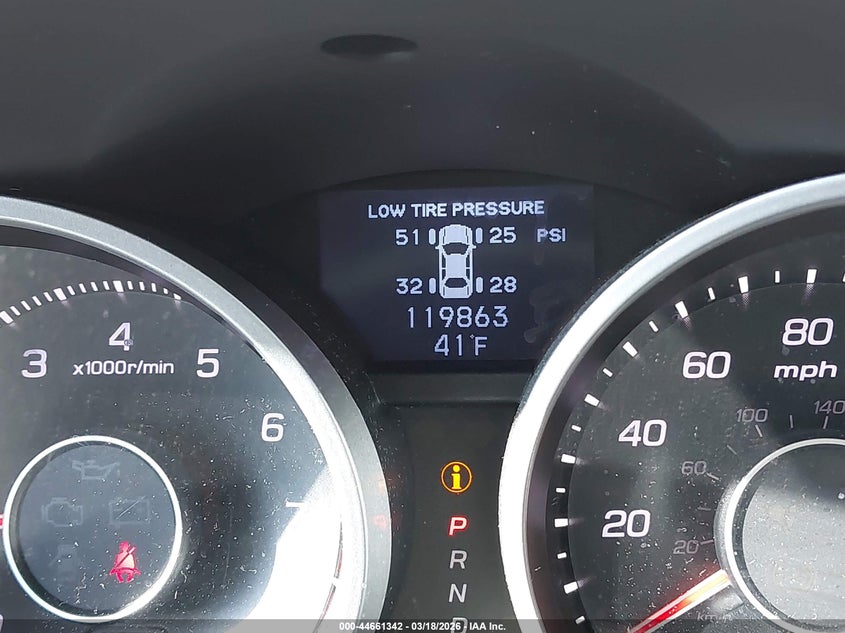 LOW TIRE PRESSURE
51 25 PSI
32 28
119863
41°F
3 4 5 6
x1000r/min
20 40 60 80
mph
20 60 100 140
km/h
i
P
R
N
D
000-44661342 - 03/18/2026 - IAA Inc.